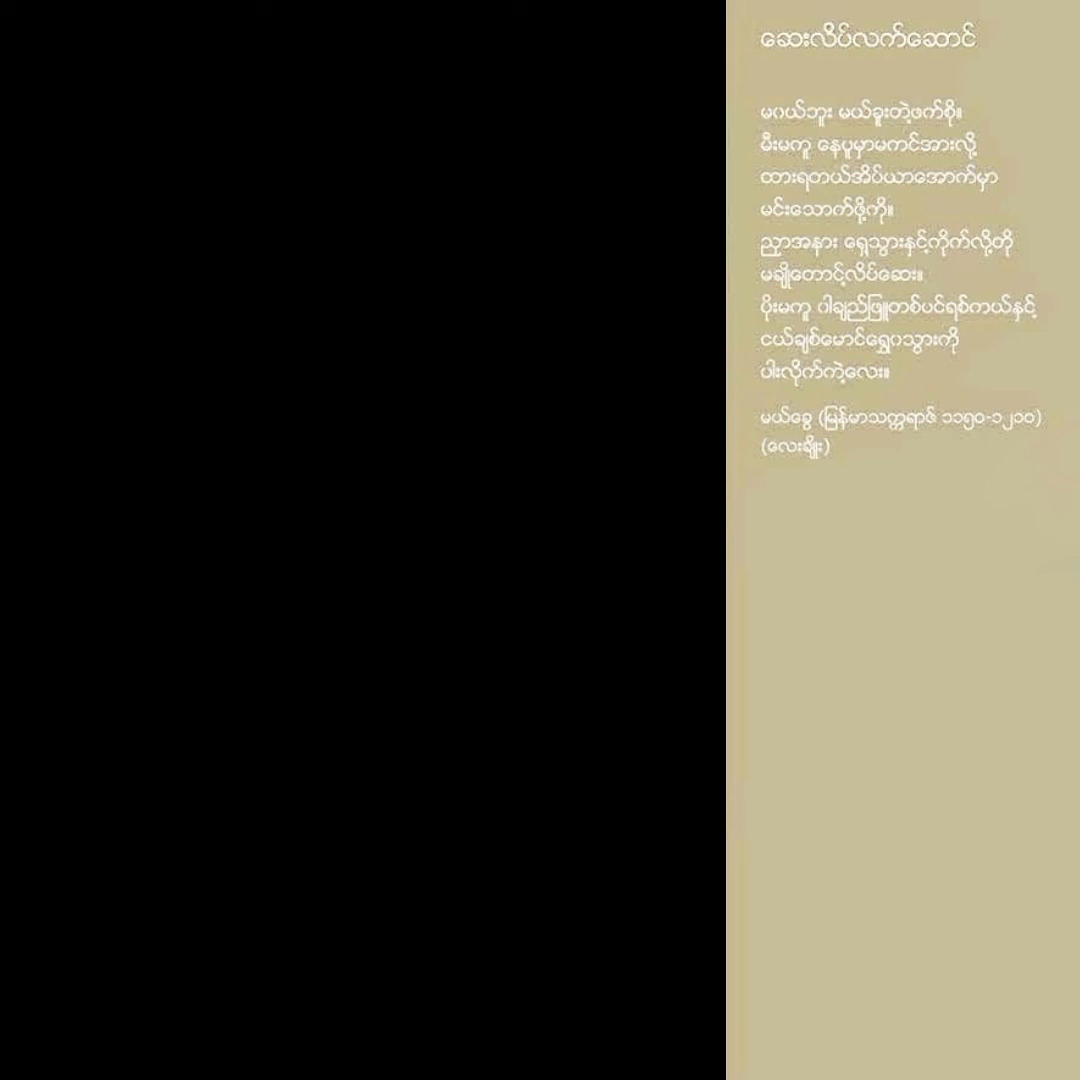 ဆေးလိပ်လက်ဆောင်
မဂယ်ဘူး မယ်ခူးတဲ့ဖက်စို။
မီးမကူ နေပူမှာမကင်အားလို့
ထားရတယ်အိပ်ယာအောက်မှာ
မင်းသောက်ဖို့ကို။
ညှာအနား ရှေ့သွားနှင့်ကိုက်လို့တို
မချိုတောင့်လိပ်ဆေး။
ပိုးမကူ ဝါချည်ဖြူတစ်ပင်ရစ်ကယ်နှင့်
ငယ်ချစ်မောင်ရွှေဂသွားကို
ပါးလိုက်ကဲ့လေး။
မယ်ခွေ (မြန်မာသက္ကရာဇ် ၁၁၅၀-၁၂၁၀)
(လေးချိုး)